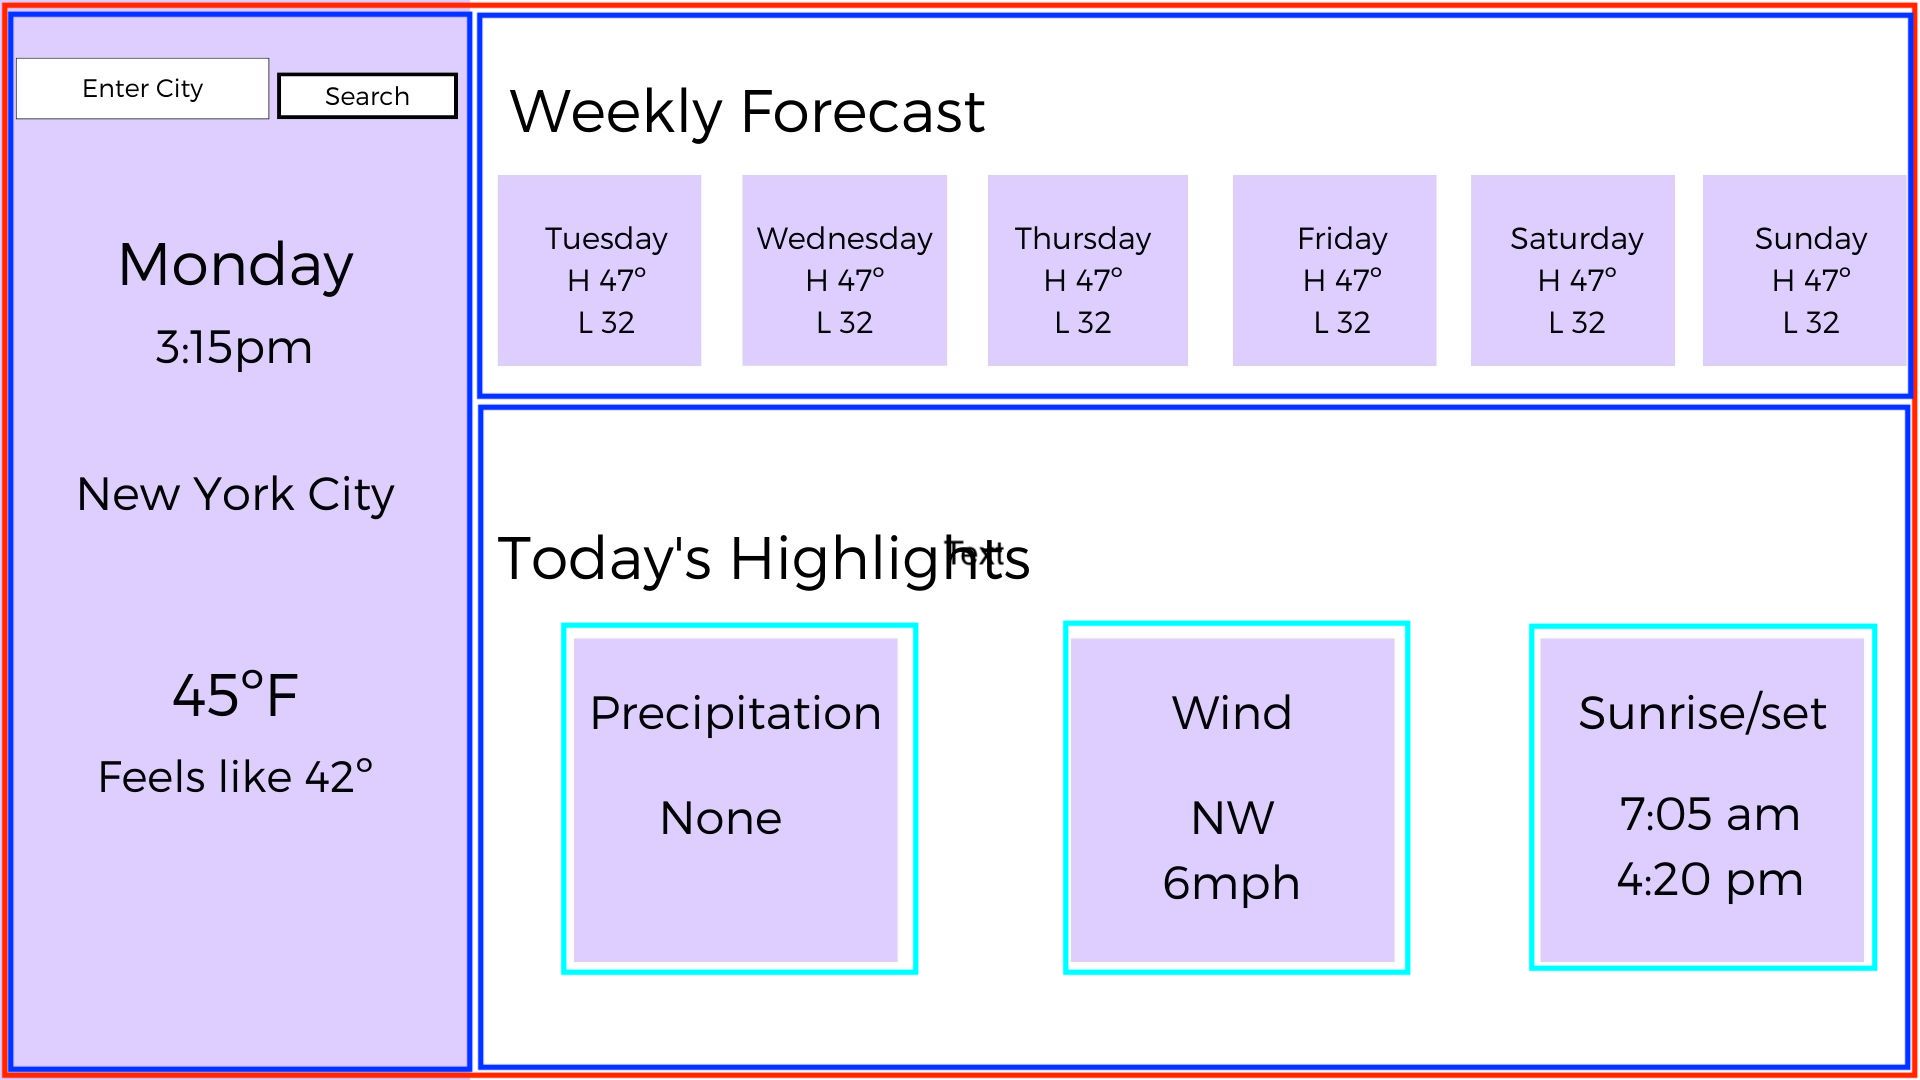 Enter City
Search
Monday
3:15pm
New York City
45°F
Feels like 42°
Weekly Forecast
Tuesday
H 47°
L 32
Wednesday
H 47°
L 32
Thursday
H 47°
L 32
Friday
H 47°
L 32
Saturday
H 47°
L 32
Sunday
H 47°
L 32
Today's Highlights
Text
Precipitation
None
Wind
NW
6mph
Sunrise/set
7:05 am
4:20 pm